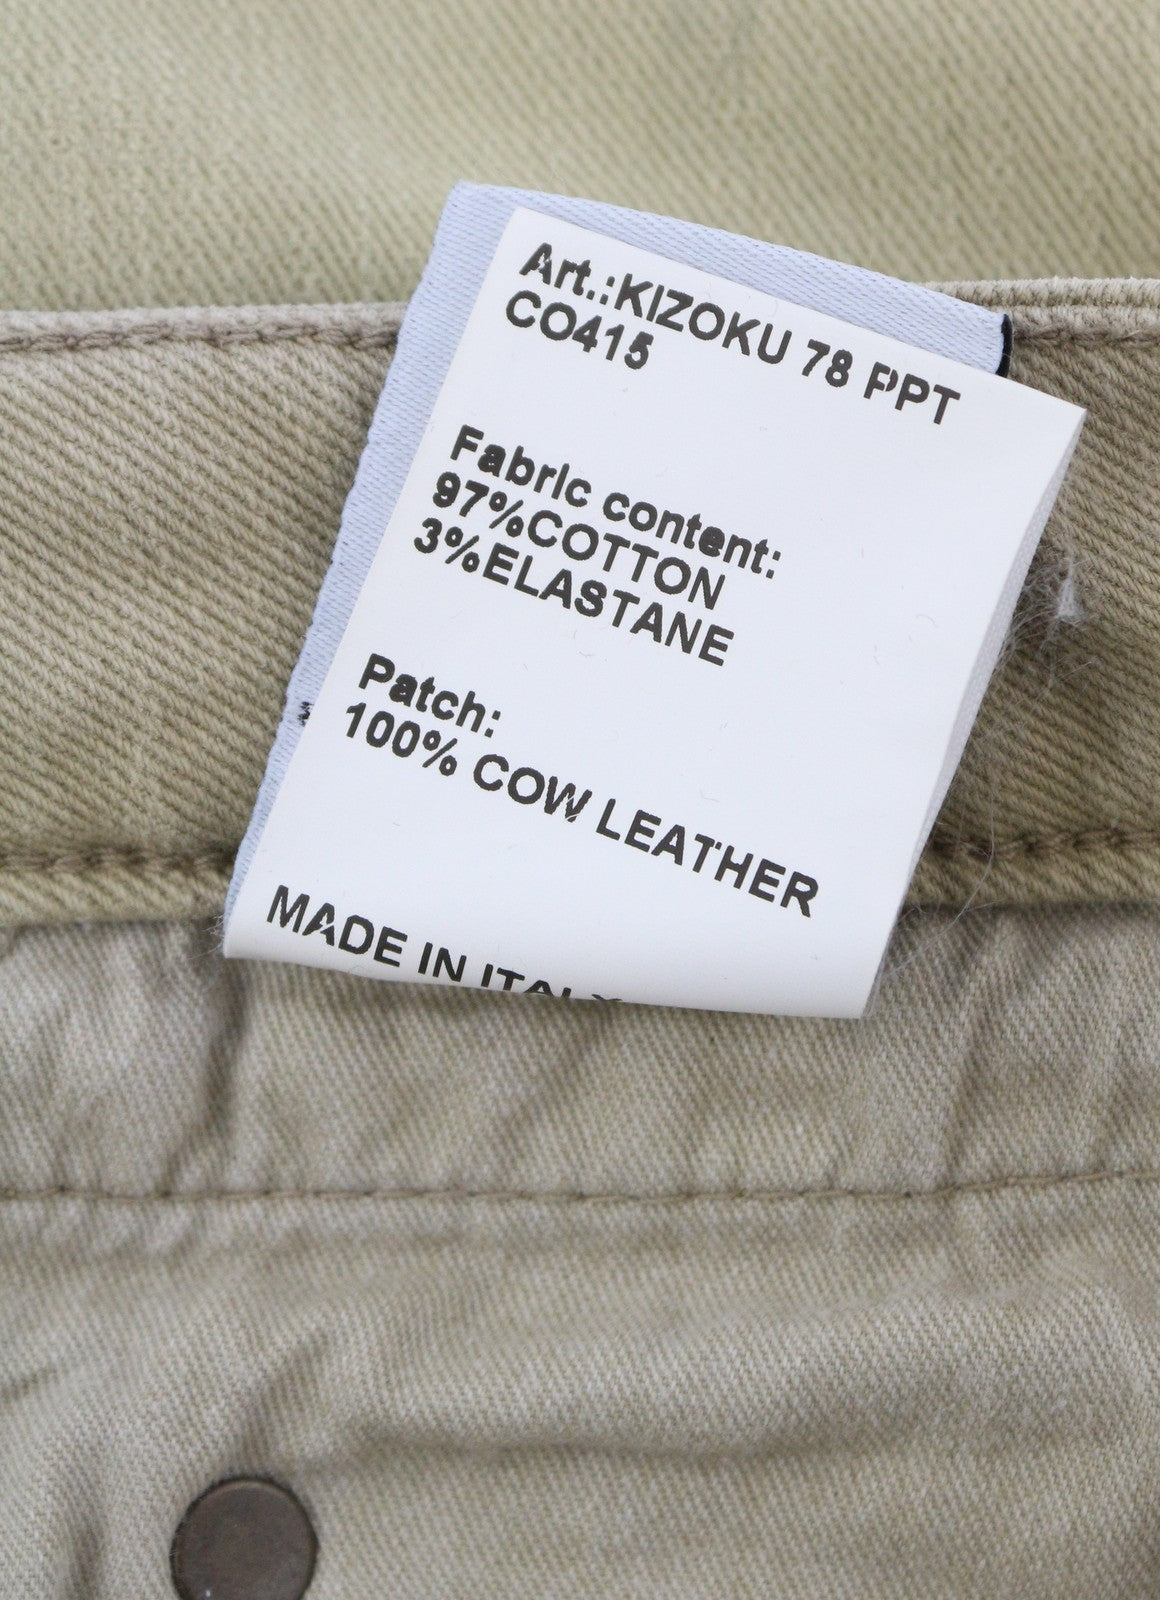 Art.:KIZOKU 78 PPT
CO415
Fabric content:
97%COTTON
3%ELASTANE
Patch:
100% COW LEATHER
MADE IN ITALY